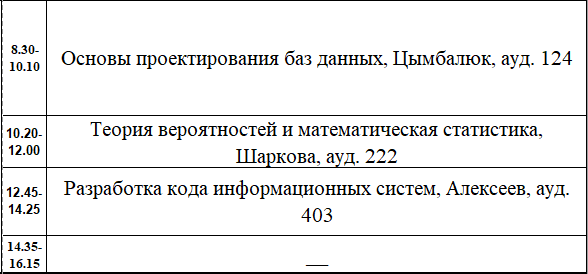 8.30-
10.10
Основы проектирования баз данных, Цымбалюк, ауд. 124
10.20-
12.00
Теория вероятностей и математическая статистика,
Шаркова, ауд. 222
12.45-
14.25
Разработка кода информационных систем, Алексеев, ауд.
403
14.35-
16.15
—